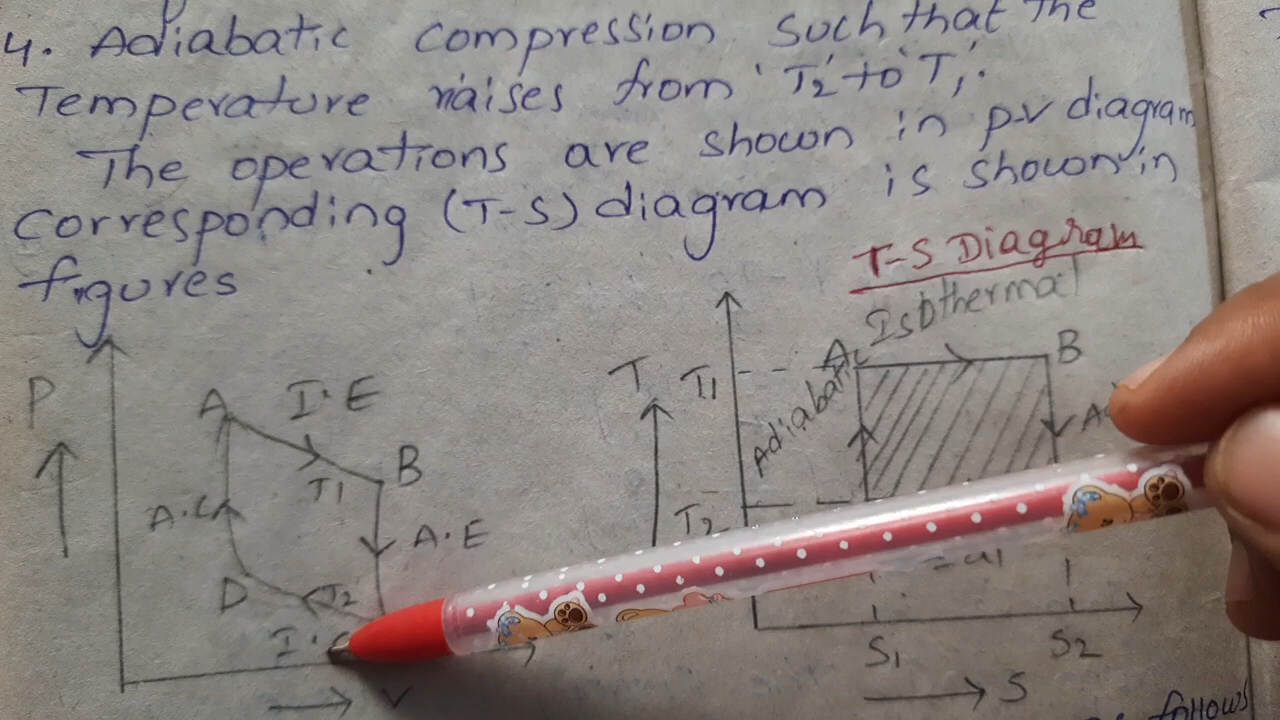 4. Adiabatic compression such that the
Temperature raises from 'T2' to 'T1'.
The operations are shown in p-v diagram
corresponding (T-S) diagram is shown in
figures
T-S Diagram
Isothermal
P
A
I.E
T1
B
A.C
A.E
D
T2
V
T
T1
A
B
Adiabatic
T2
S1
S2
S
follows